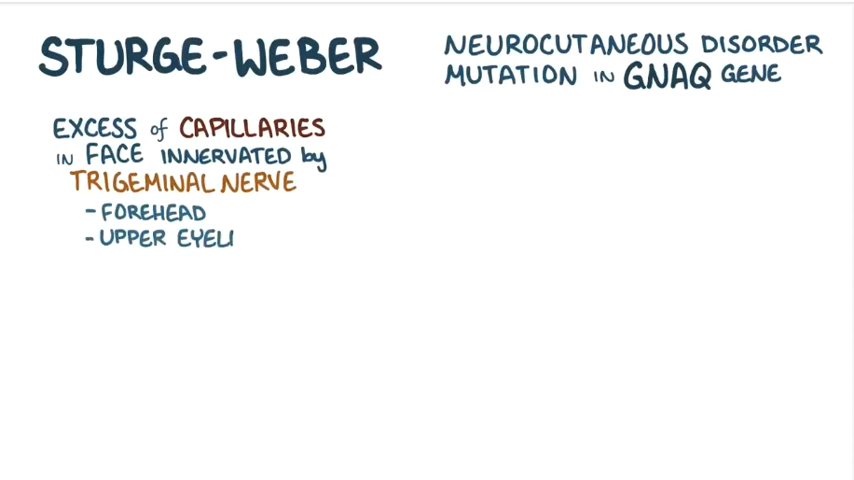 STURGE-WEBER
NEUROCUTANEOUS DISORDER
MUTATION IN GNAQ GENE
EXCESS of CAPILLARIES
IN FACE INNERVATED by
TRIGEMINAL NERVE
- FOREHEAD
- UPPER EYELI